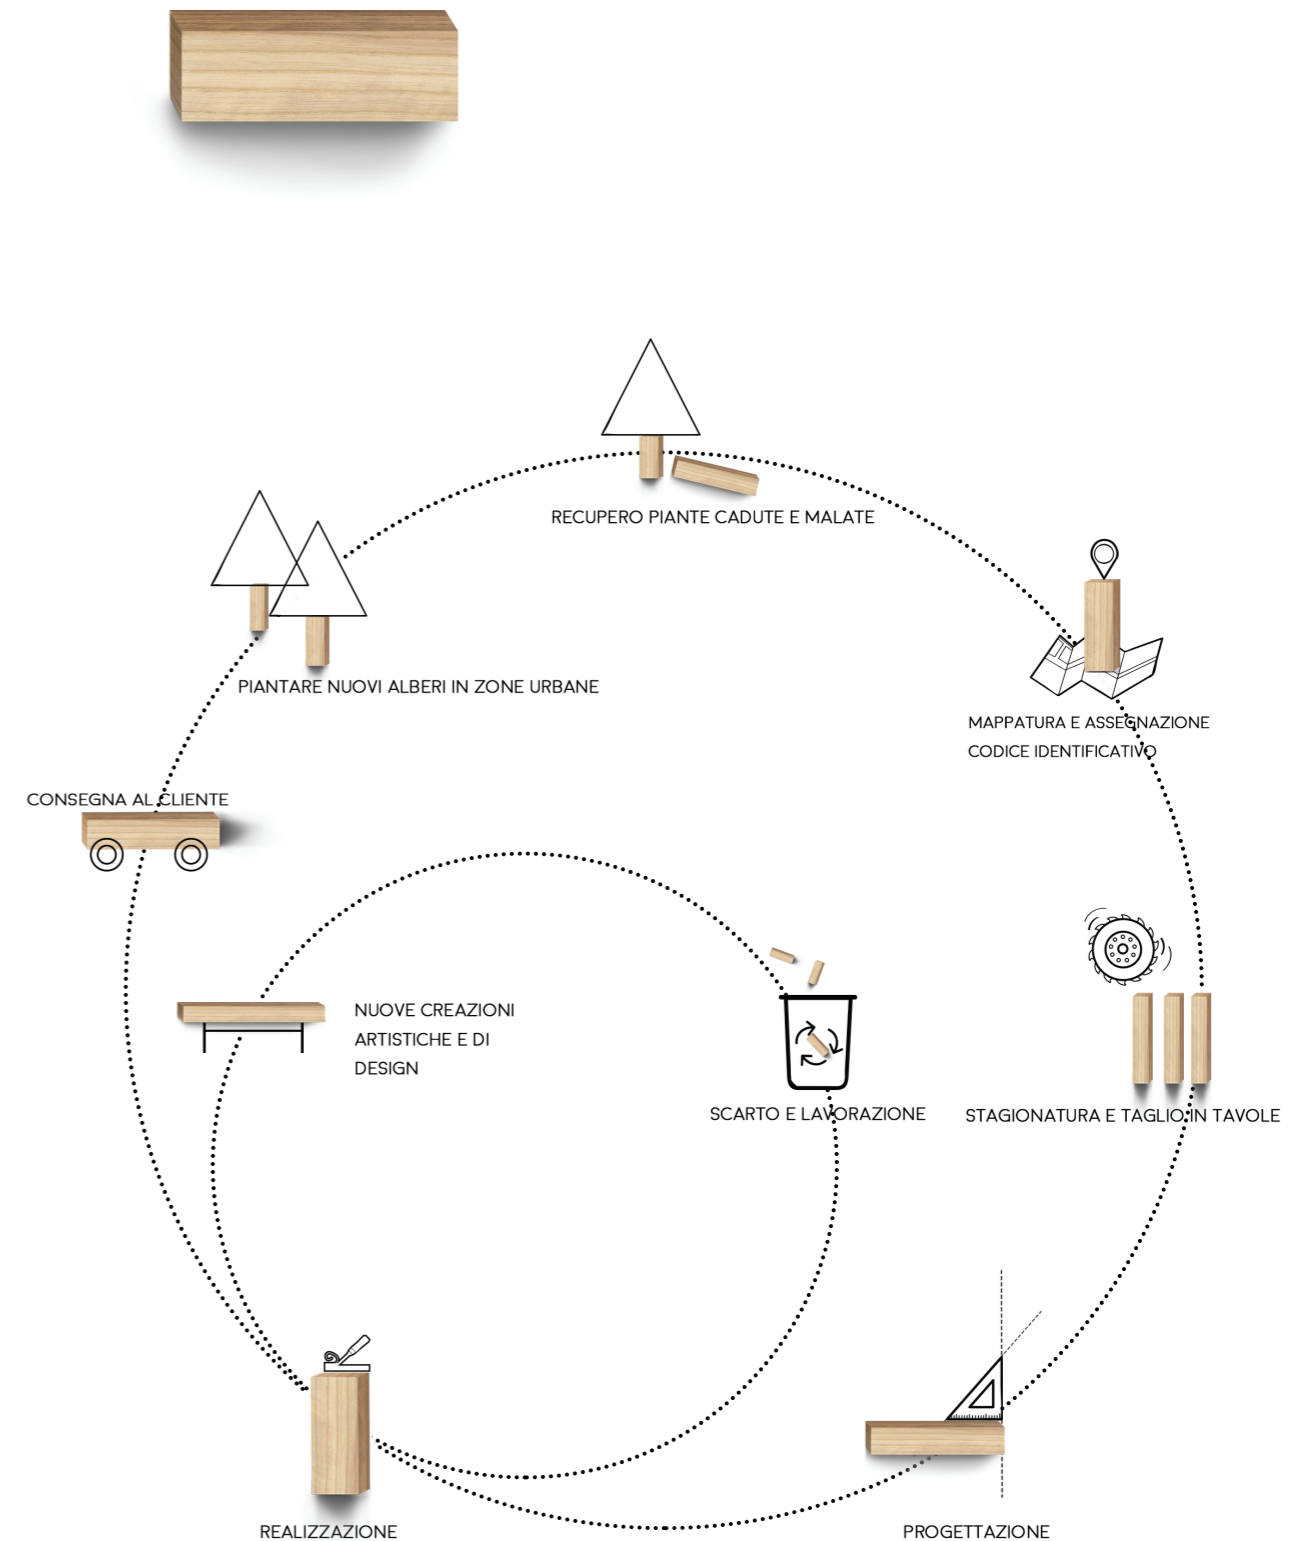 RECUPERO PIANTE CADUTE E MALATE
PIANTARE NUOVI ALBERI IN ZONE URBANE
MAPPATURA E ASSEGNAZIONE
CODICE IDENTIFICATIVO
CONSEGNA AL CLIENTE
NUOVE CREAZIONI
ARTISTICHE E DI
DESIGN
SCARTO E LAVORAZIONE
STAGIONATURA E TAGLIO IN TAVOLE
REALIZZAZIONE
PROGETTAZIONE